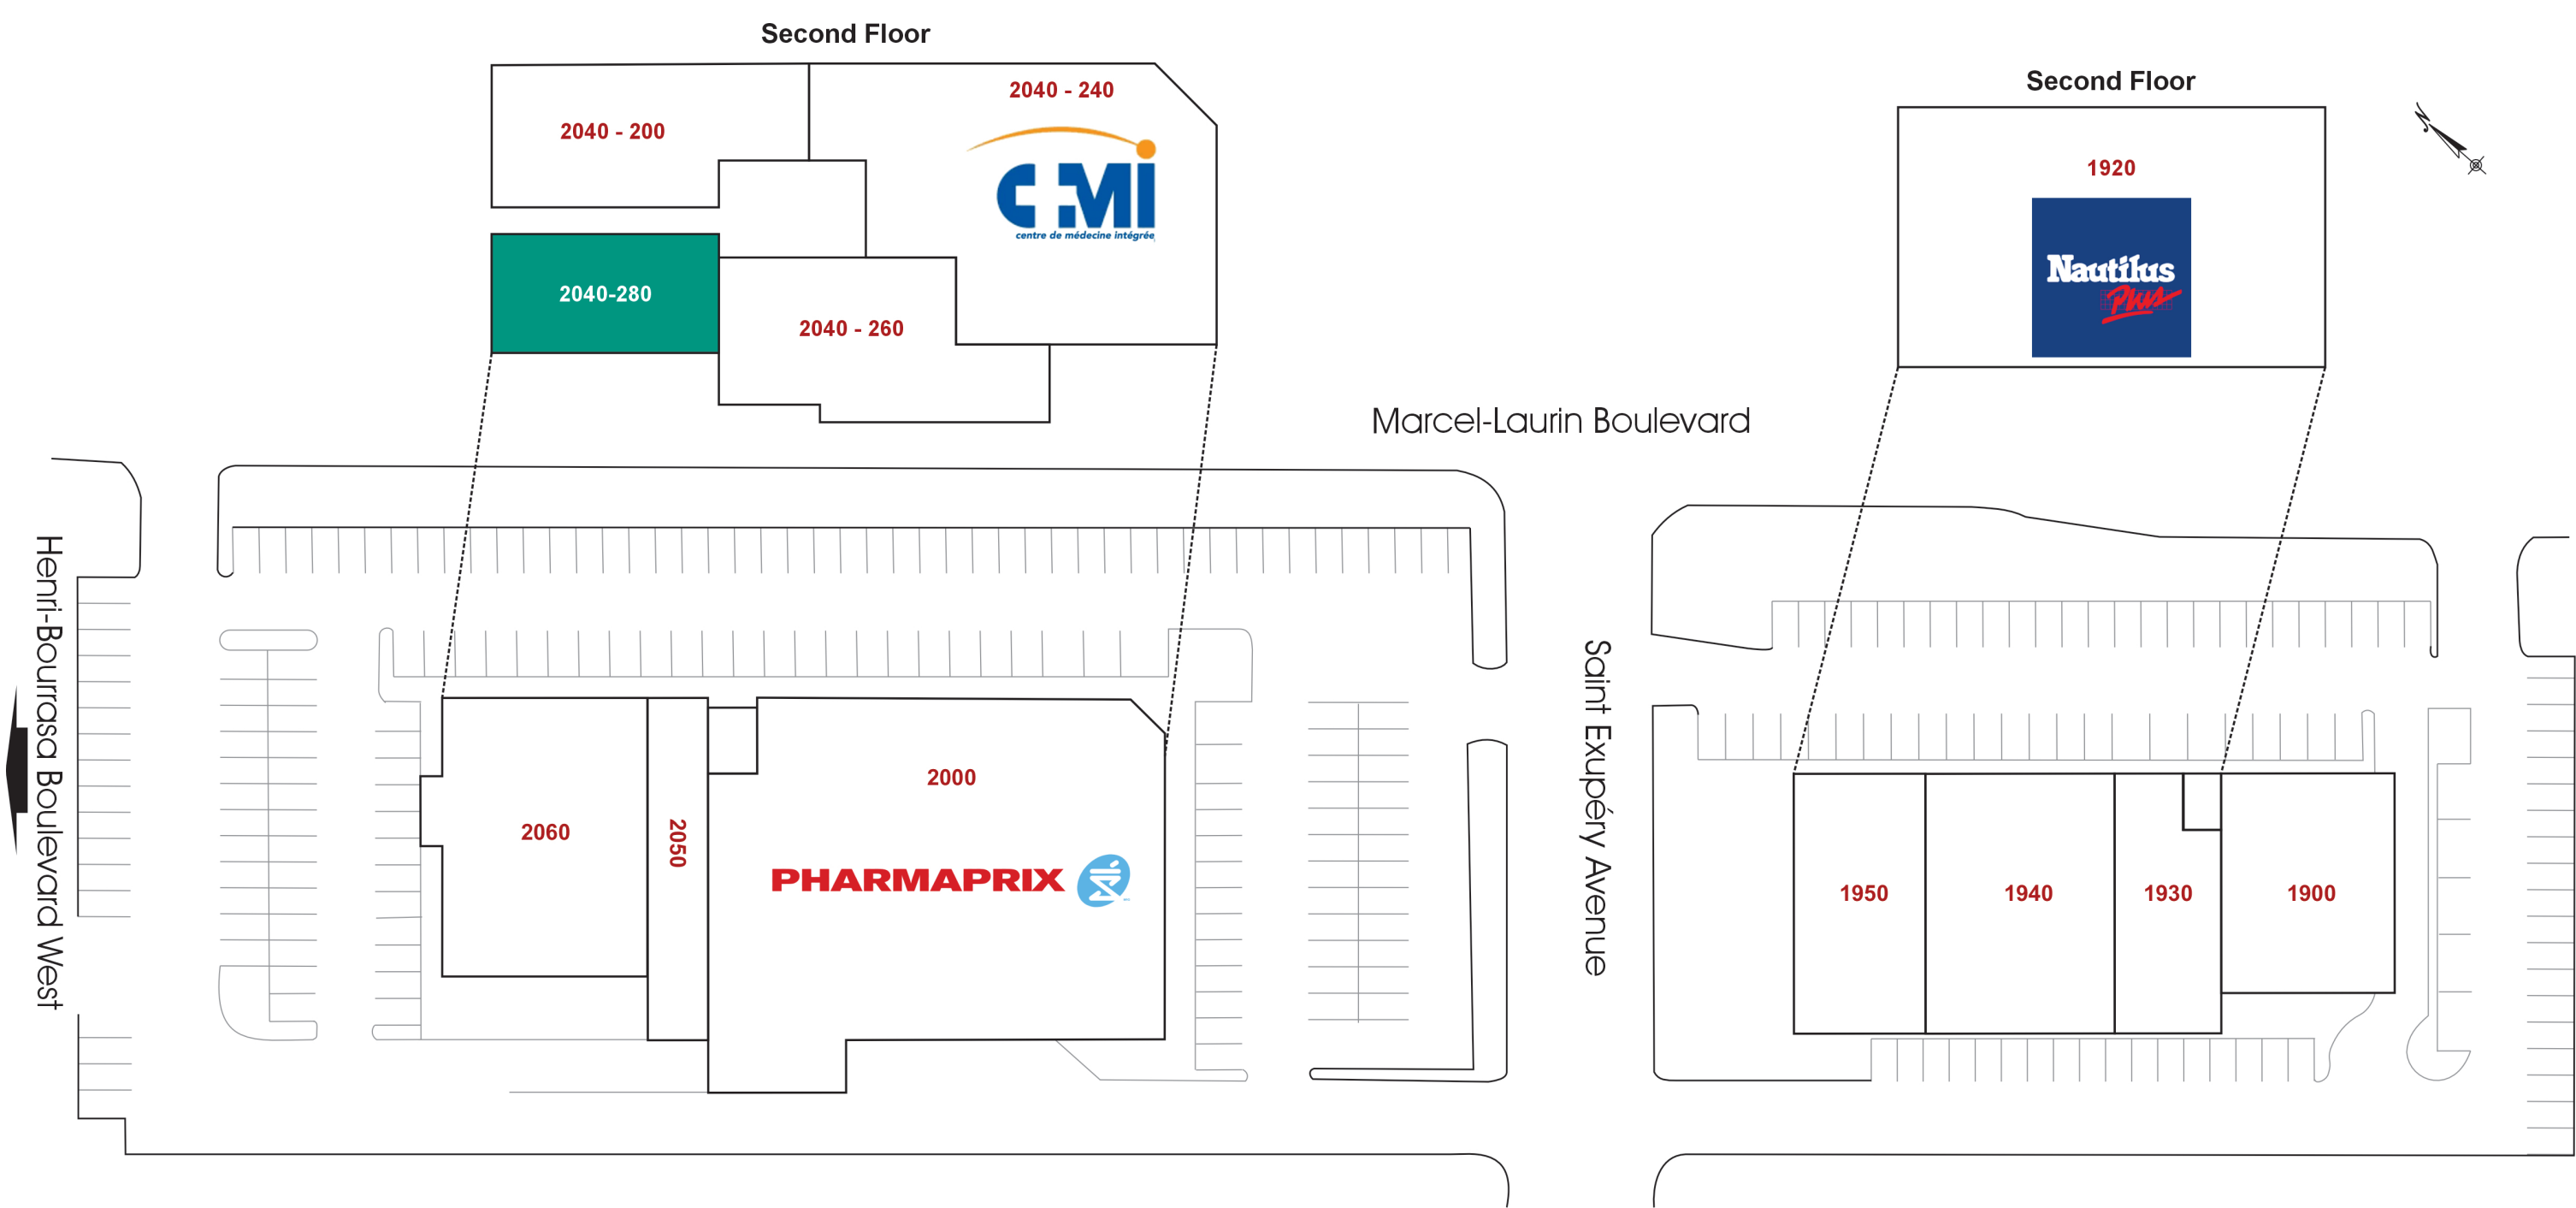 Second Floor
2040 - 200
2040 - 240
CMI
centre de médecine intégrée
2040-280
2040 - 260
Second Floor
1920
Nautilus
Plus
N
Marcel-Laurin Boulevard
Henri-Bourrasa Boulevard West
2060
2050
2000
PHARMAPRIX
Saint Exupéry Avenue
1950
1940
1930
1900